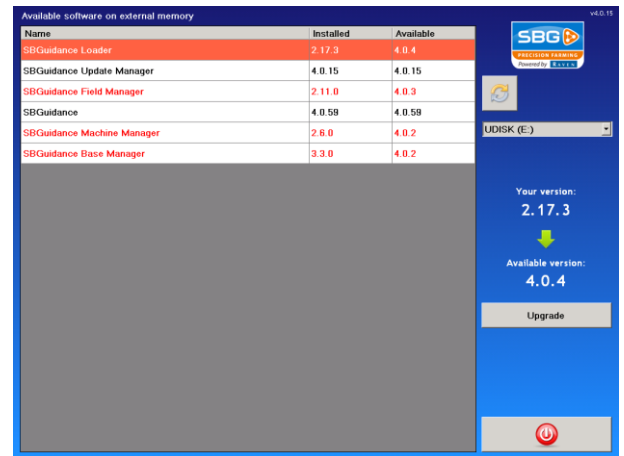 Available software on external memory
v4.0.15
Name Installed Available
SBGuidance Loader 2.17.3 4.0.4
SBGuidance Update Manager 4.0.15 4.0.15
SBGuidance Field Manager 2.11.0 4.0.3
SBGuidance 4.0.59 4.0.59
SBGuidance Machine Manager 2.6.0 4.0.2
SBGuidance Base Manager 3.3.0 4.0.2
SBG
PRECISION FARMING
Powered by RAVEN
UDISK (E:)
Your version:
2.17.3
Available version:
4.0.4
Upgrade